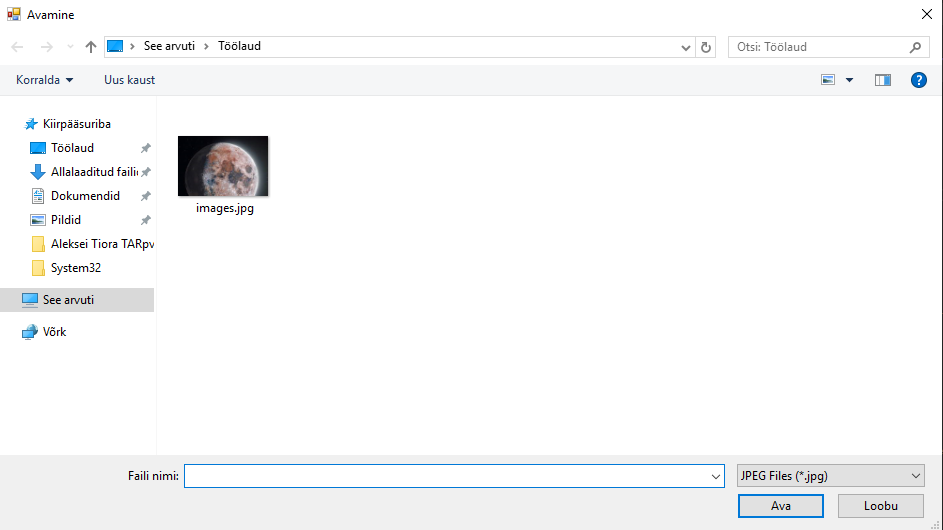 Avamine
See arvuti
Töölaud
Otsi: Töölaud
Korralda
Uus kaust
Kiirpääsuriba
Töölaud
Allalaaditud faili
Dokumendid
Pildid
Aleksei Tiora TARpv
System32
See arvuti
Võrk
images.jpg
Faili nimi:
JPEG Files (*.jpg)
Ava
Loobu